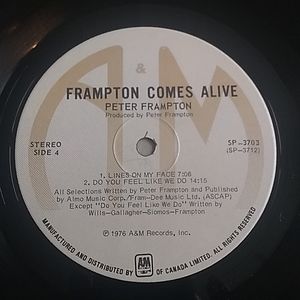 A&M
FRAMPTON COMES ALIVE
PETER FRAMPTON
Produced by Peter Frampton
STEREO
SIDE 4
SP-3703
(SP-3712)
1. LINES ON MY FACE 7:06
2. DO YOU FEEL LIKE WE DO 14:15
All Selections Written by Peter Frampton and Published
by Almo Music Corp./Fram-Dee Music Ltd. (ASCAP)
Except "Do You Feel Like We Do" Written by
Wills-Gallagher-Siomos-Frampton
℗ 1976 A&M Records, Inc.
MANUFACTURED AND DISTRIBUTED BY A&M RECORDS OF CANADA LIMITED.